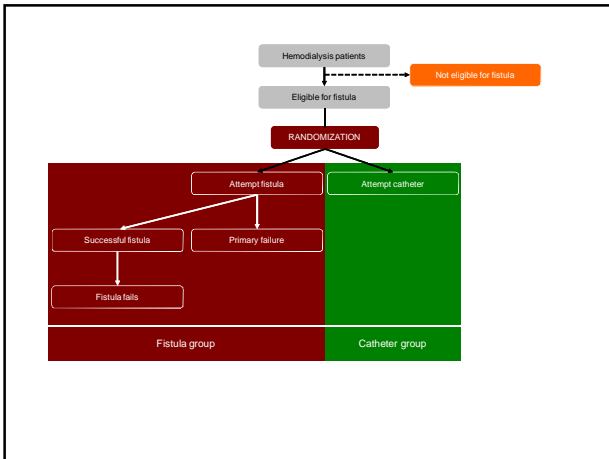 Hemodialysis patients
Not eligible for fistula
Eligible for fistula
RANDOMIZATION
Attempt fistula
Attempt catheter
Successful fistula
Primary failure
Fistula fails
Fistula group
Catheter group